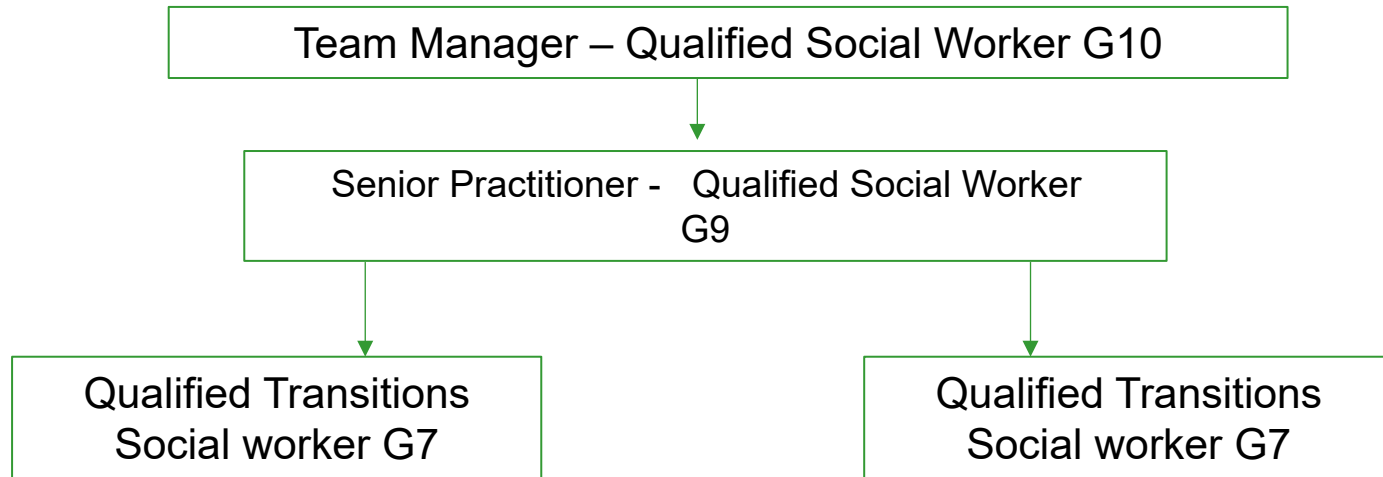 Team Manager – Qualified Social Worker G10
Senior Practitioner -   Qualified Social Worker
G9
Qualified Transitions
Social worker G7
Qualified Transitions
Social worker G7